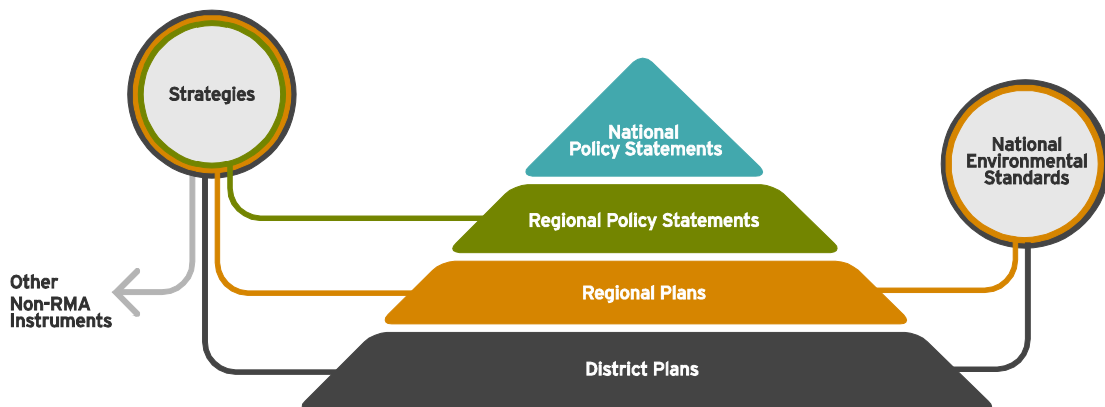 Strategies
National
Policy Statements
National
Environmental
Standards
Regional Policy Statements
Other
Non-RMA
Instruments
Regional Plans
District Plans